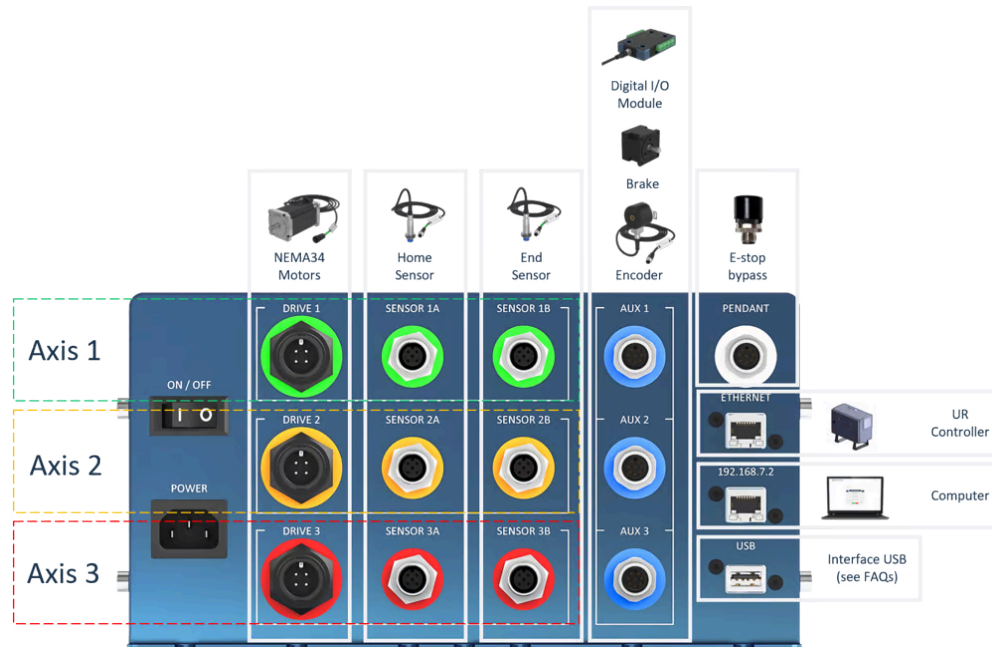 Digital I/O
Module
Brake
NEMA34
Motors
Home
Sensor
End
Sensor
Encoder
E-stop
bypass
Axis 1
DRIVE 1
SENSOR 1A
SENSOR 1B
AUX 1
PENDANT
ON / OFF
I O
ETHERNET
UR
Controller
Axis 2
DRIVE 2
SENSOR 2A
SENSOR 2B
AUX 2
192.168.7.2
Computer
POWER
Axis 3
DRIVE 3
SENSOR 3A
SENSOR 3B
AUX 3
USB
Interface USB
(see FAQs)